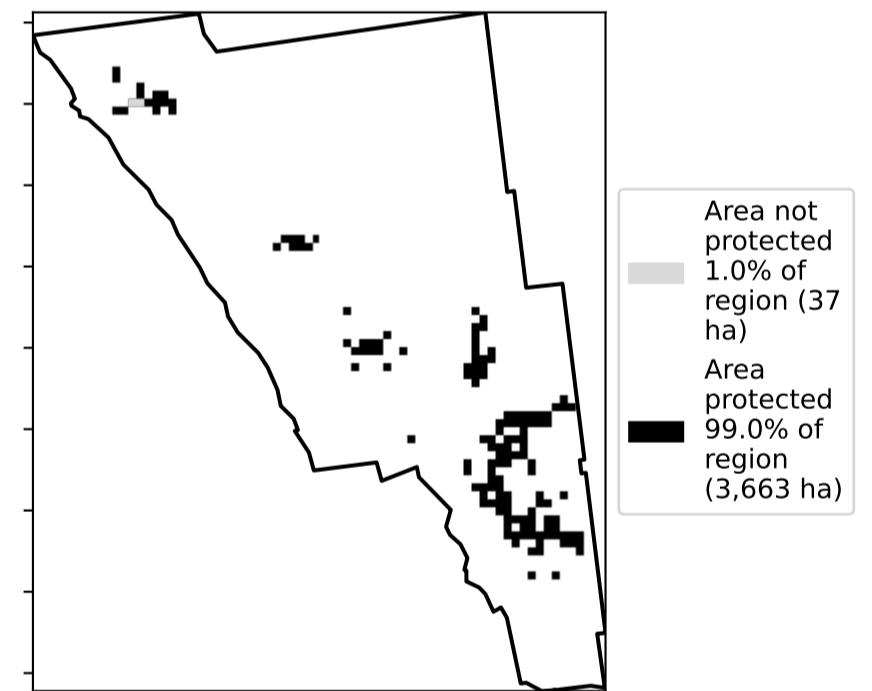 Area not
protected
1.0% of
region (37
ha)
Area
protected
99.0% of
region
(3,663 ha)